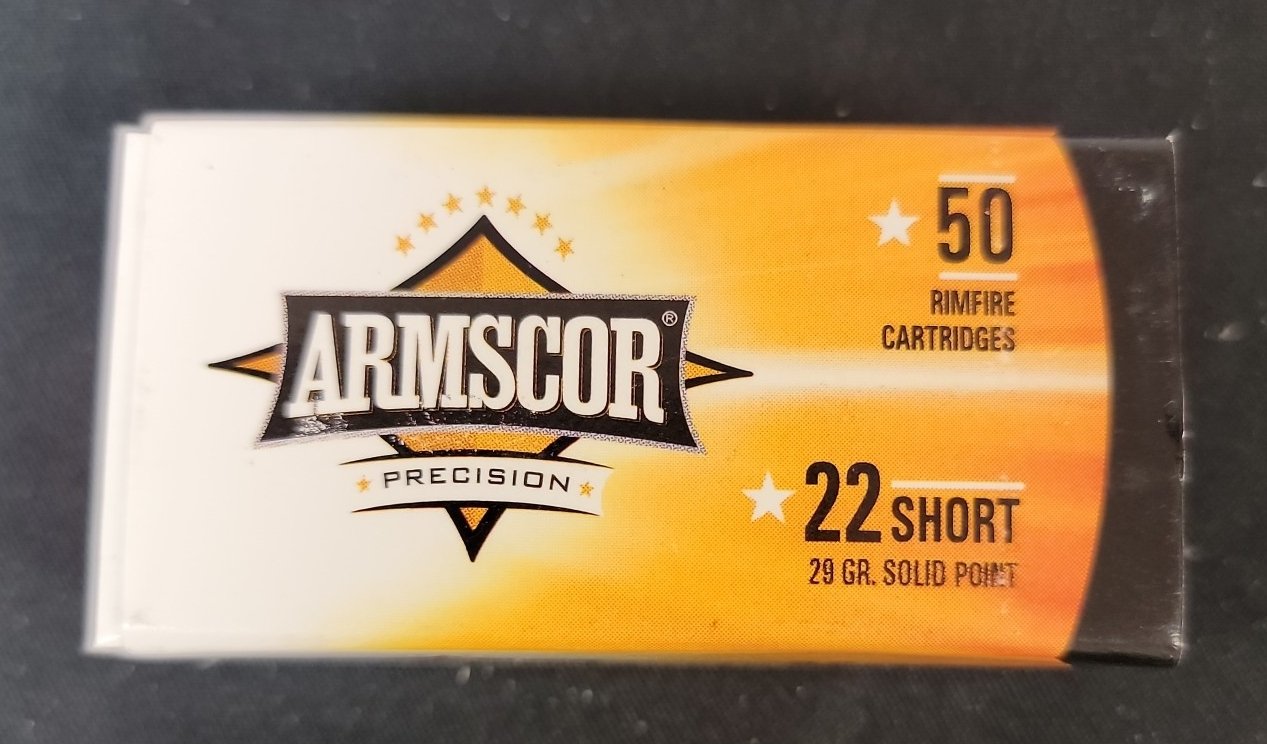 ARMSCOR®
PRECISION
50
RIMFIRE
CARTRIDGES
22 SHORT
29 GR. SOLID POINT